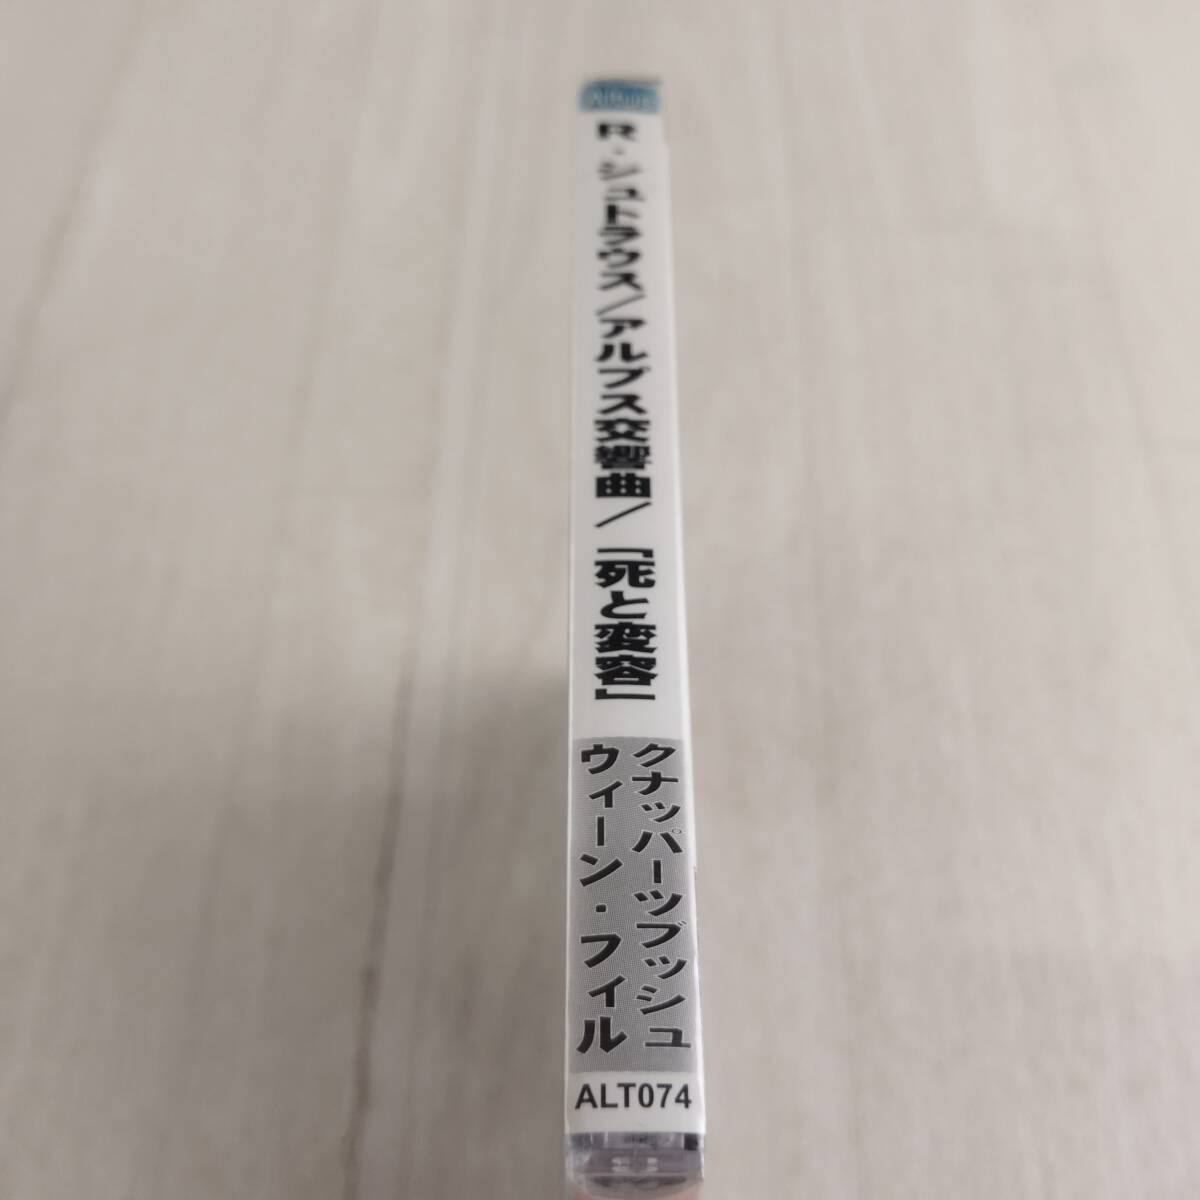 Altus
R・シュトラウス/アルプス交響曲/「死と変容」
クナッパーツブッシュ
ウィーン・フィル
ALT074